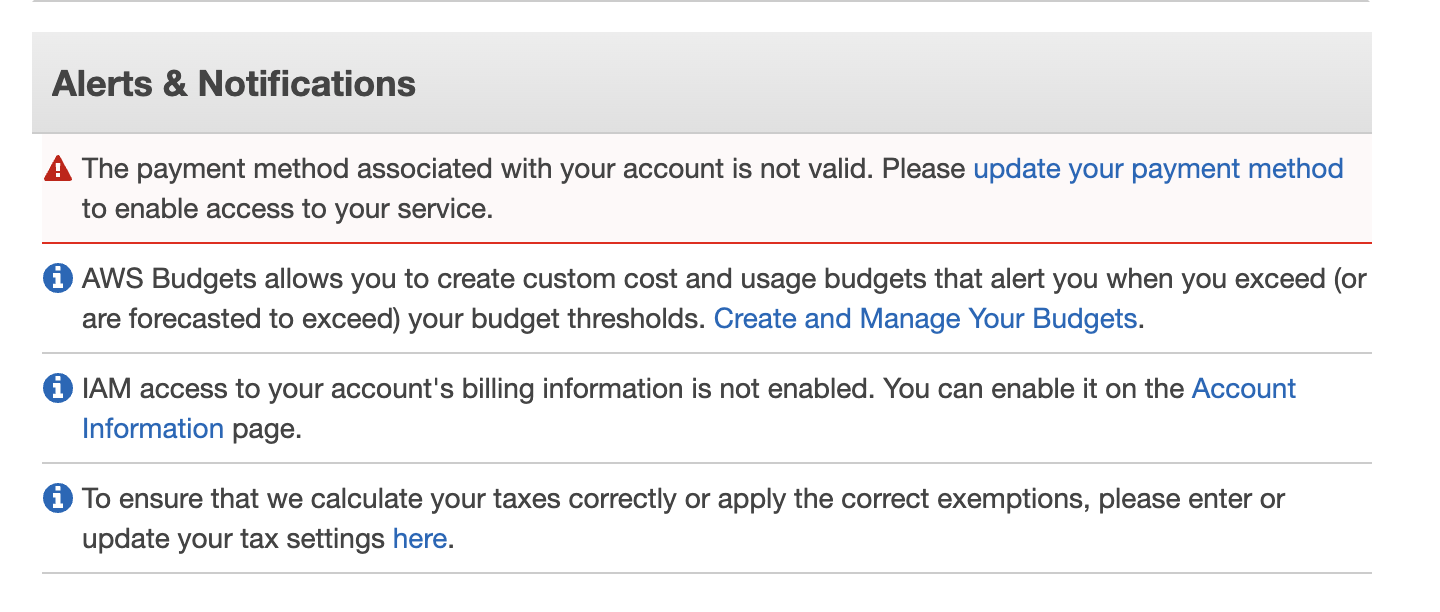 Alerts & Notifications
The payment method associated with your account is not valid. Please update your payment method
to enable access to your service.
AWS Budgets allows you to create custom cost and usage budgets that alert you when you exceed (or
are forecasted to exceed) your budget thresholds. Create and Manage Your Budgets.
IAM access to your account's billing information is not enabled. You can enable it on the Account
Information page.
To ensure that we calculate your taxes correctly or apply the correct exemptions, please enter or
update your tax settings here.